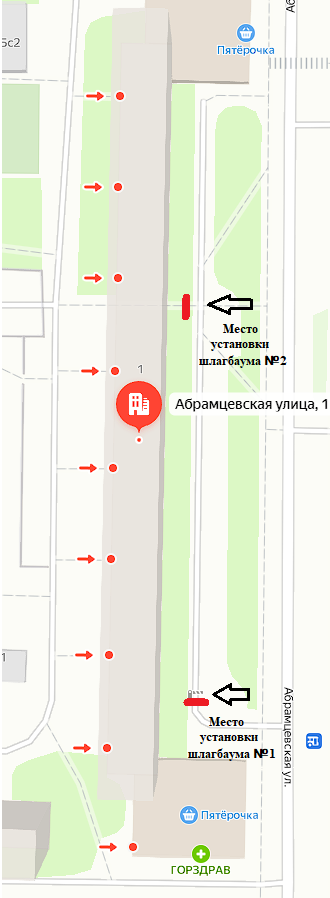 Аб
5с2
Пятёрочка
Место
установки
шлагбаума №2
1
Абрамцевская улица, 1
1
Место
установки
шлагбаума №1
Абрамцевская ул.
Пятёрочка
ГОРЗДРАВ